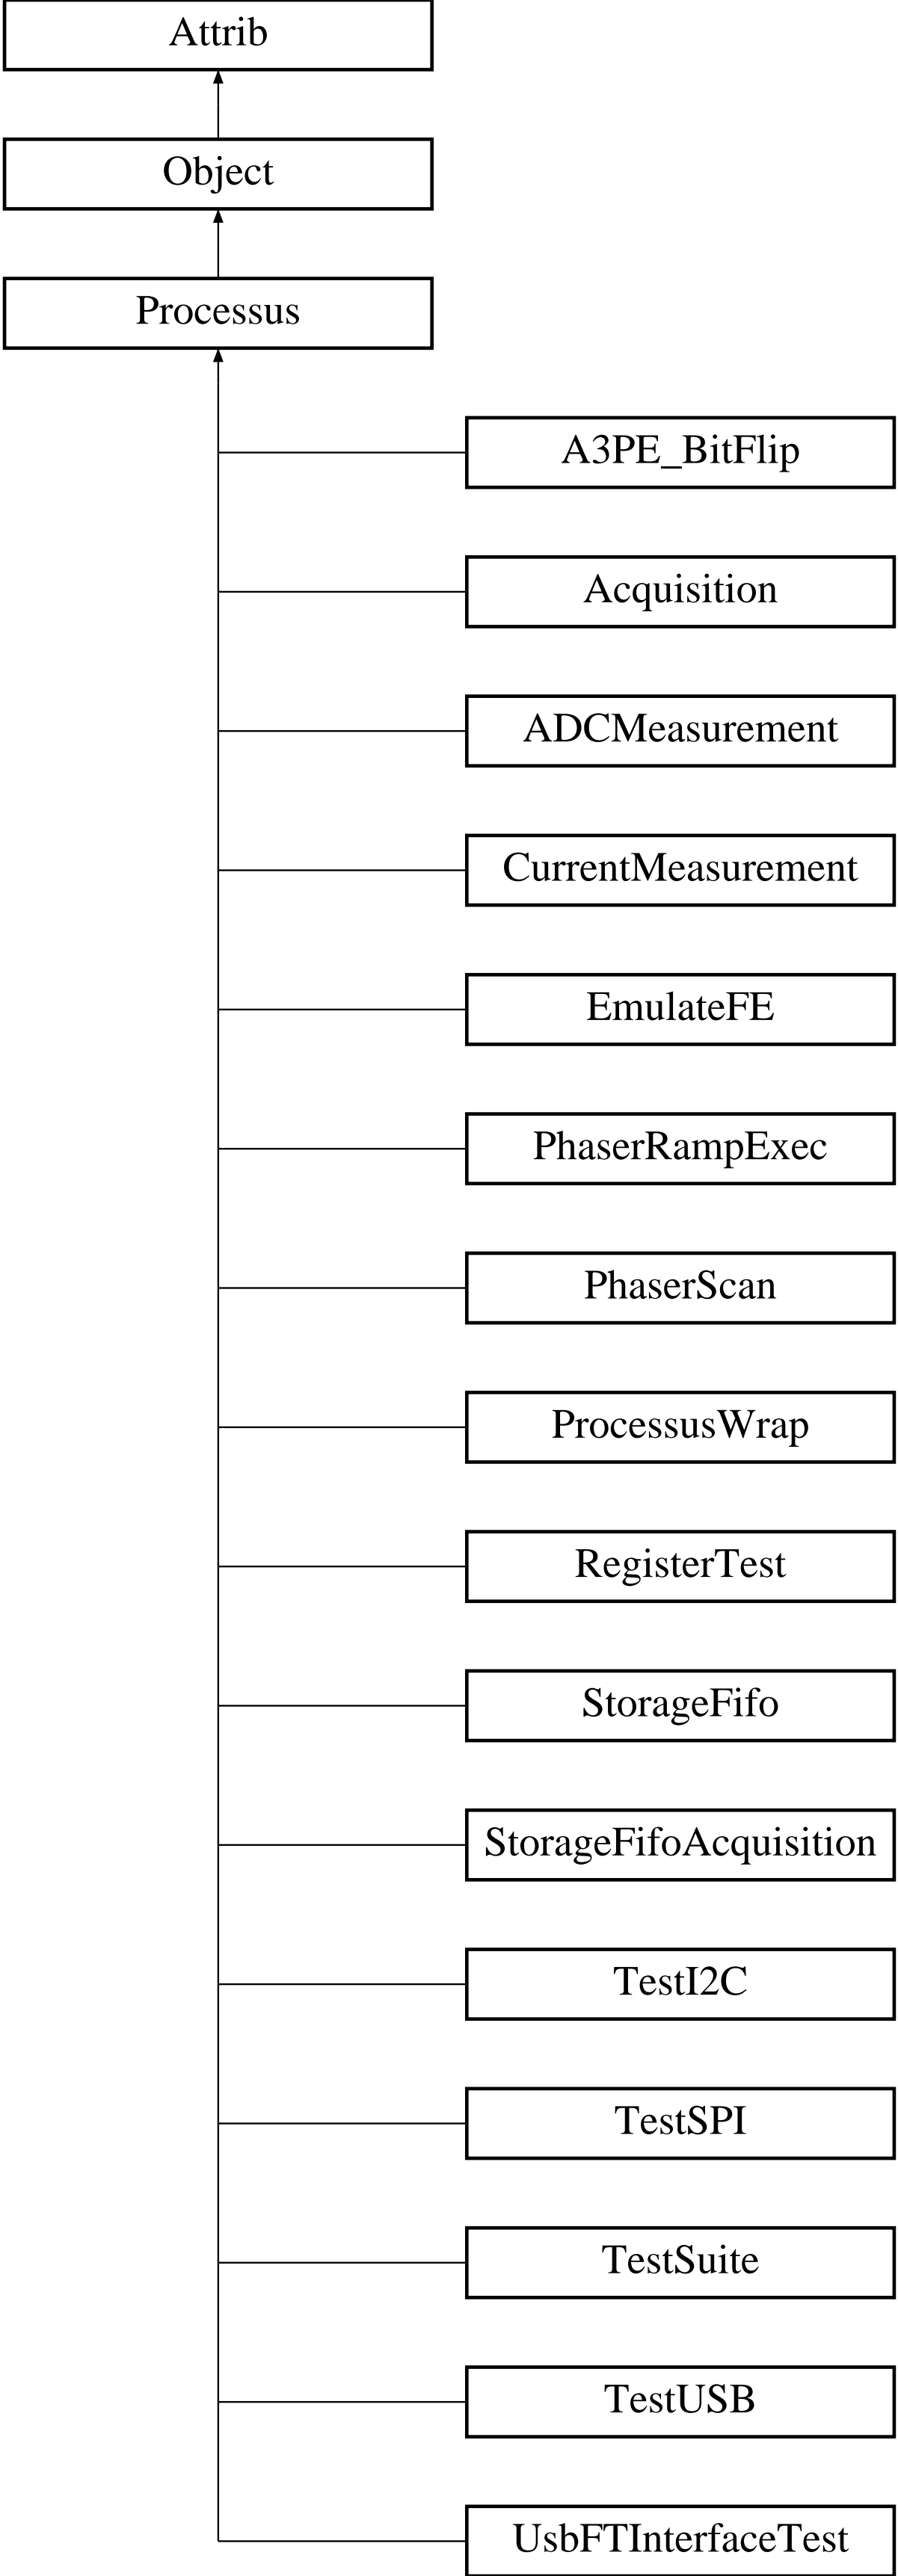 Attrib
Object
Processus
A3PE_BitFlip
Acquisition
ADCMeasurement
CurrentMeasurement
EmulateFE
PhaserRampExec
PhaserScan
ProcessusWrap
RegisterTest
StorageFifo
StorageFifoAcquisition
TestI2C
TestSPI
TestSuite
TestUSB
UsbFTInterfaceTest